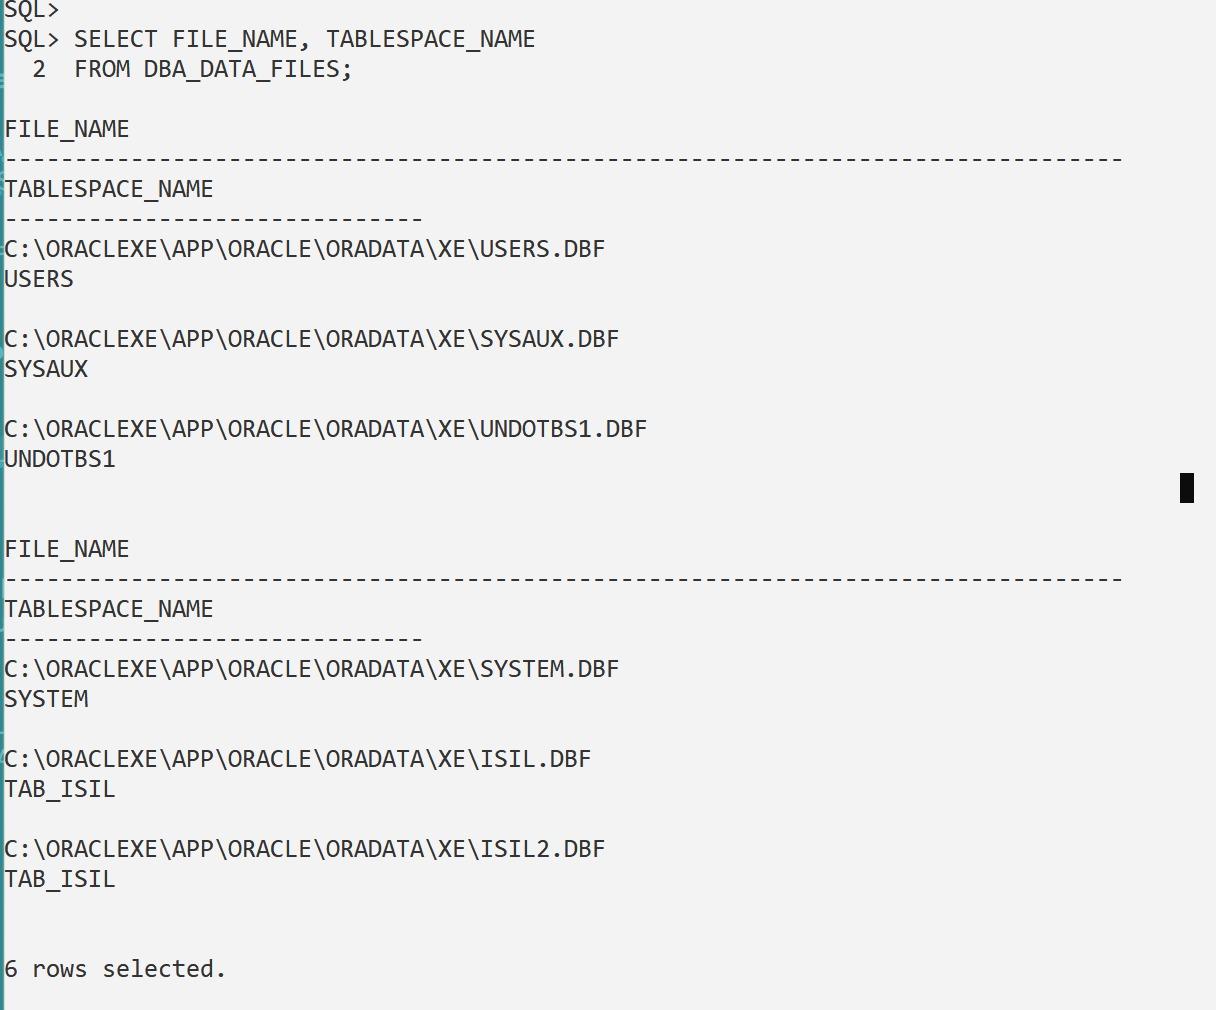 SQL>
SQL> SELECT FILE_NAME, TABLESPACE_NAME
  2  FROM DBA_DATA_FILES;
FILE_NAME
--------------------------------------------------------------------------------
TABLESPACE_NAME
------------------------------
C:\ORACLEXE\APP\ORACLE\ORADATA\XE\USERS.DBF
USERS
C:\ORACLEXE\APP\ORACLE\ORADATA\XE\SYSAUX.DBF
SYSAUX
C:\ORACLEXE\APP\ORACLE\ORADATA\XE\UNDOTBS1.DBF
UNDOTBS1
FILE_NAME
--------------------------------------------------------------------------------
TABLESPACE_NAME
------------------------------
C:\ORACLEXE\APP\ORACLE\ORADATA\XE\SYSTEM.DBF
SYSTEM
C:\ORACLEXE\APP\ORACLE\ORADATA\XE\ISIL.DBF
TAB_ISIL
C:\ORACLEXE\APP\ORACLE\ORADATA\XE\ISIL2.DBF
TAB_ISIL
6 rows selected.